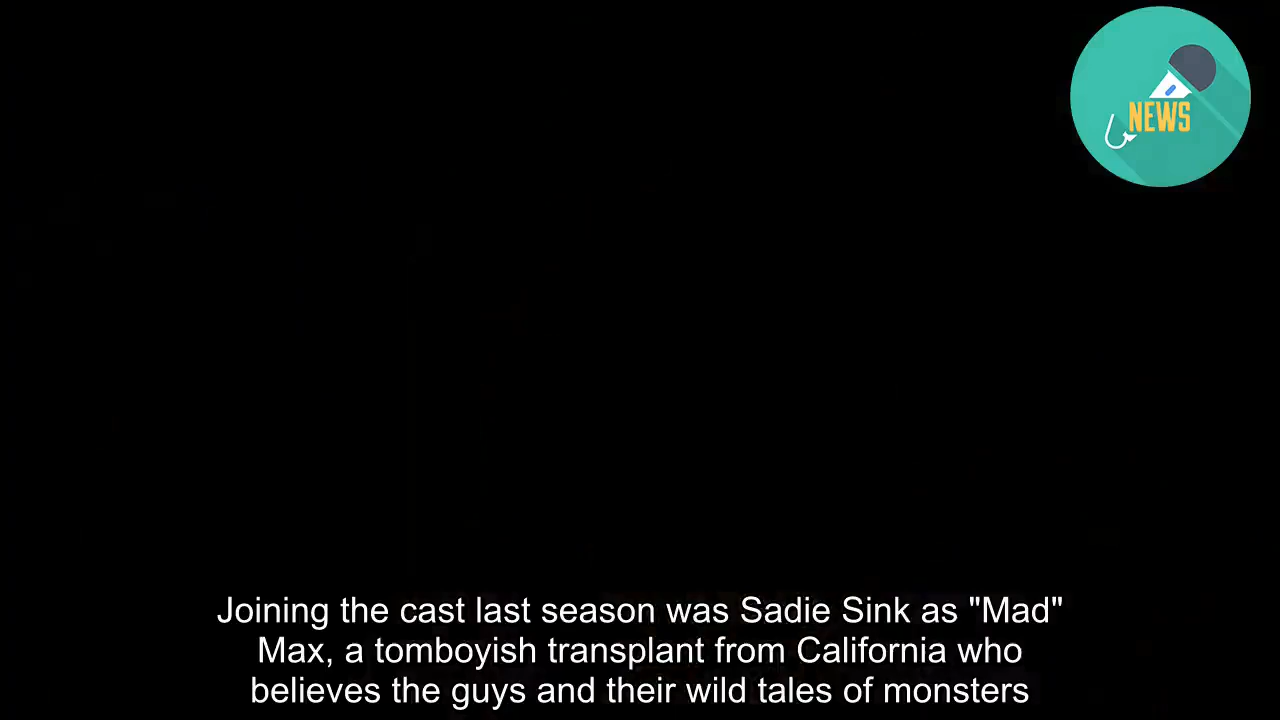 NEWS
Joining the cast last season was Sadie Sink as "Mad"
Max, a tomboyish transplant from California who
believes the guys and their wild tales of monsters